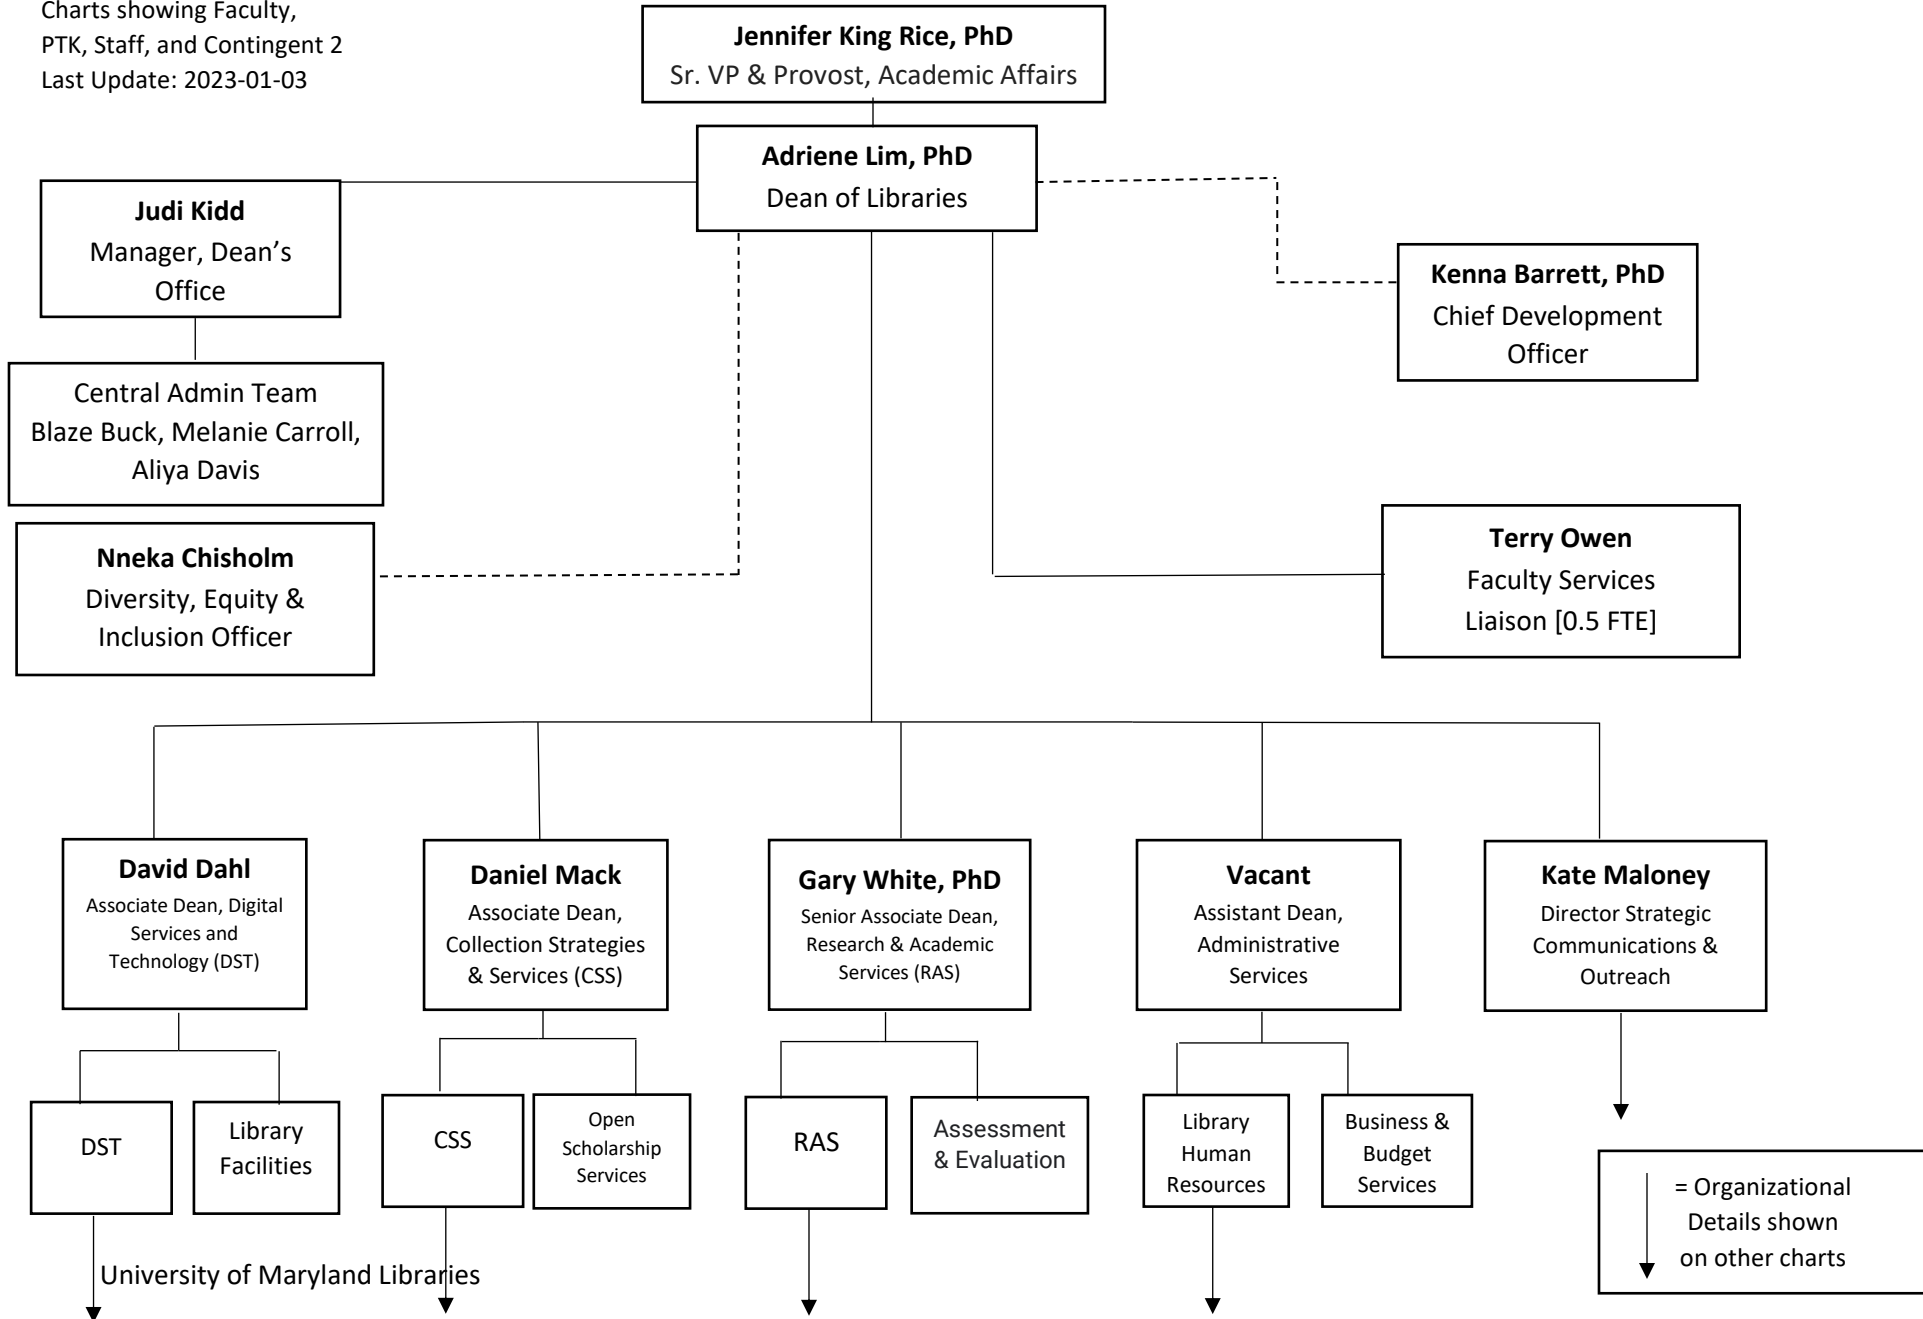 Charts showing Faculty,
PTK, Staff, and Contingent 2
Last Update: 2023-01-03
Jennifer King Rice, PhD
Sr. VP & Provost, Academic Affairs
Adriene Lim, PhD
Dean of Libraries
Judi Kidd
Manager, Dean’s
Office
Kenna Barrett, PhD
Chief Development
Officer
Central Admin Team
Blaze Buck, Melanie Carroll,
Aliya Davis
Nneka Chisholm
Diversity, Equity &
Inclusion Officer
Terry Owen
Faculty Services
Liaison [0.5 FTE]
David Dahl
Associate Dean, Digital
Services and
Technology (DST)
Daniel Mack
Associate Dean,
Collection Strategies
& Services (CSS)
Gary White, PhD
Senior Associate Dean,
Research & Academic
Services (RAS)
Vacant
Assistant Dean,
Administrative
Services
Kate Maloney
Director Strategic
Communications &
Outreach
DST
Library
Facilities
CSS
Open
Scholarship
Services
RAS
Assessment
& Evaluation
Library
Human
Resources
Business &
Budget
Services
= Organizational
Details shown
on other charts
University of Maryland Libraries